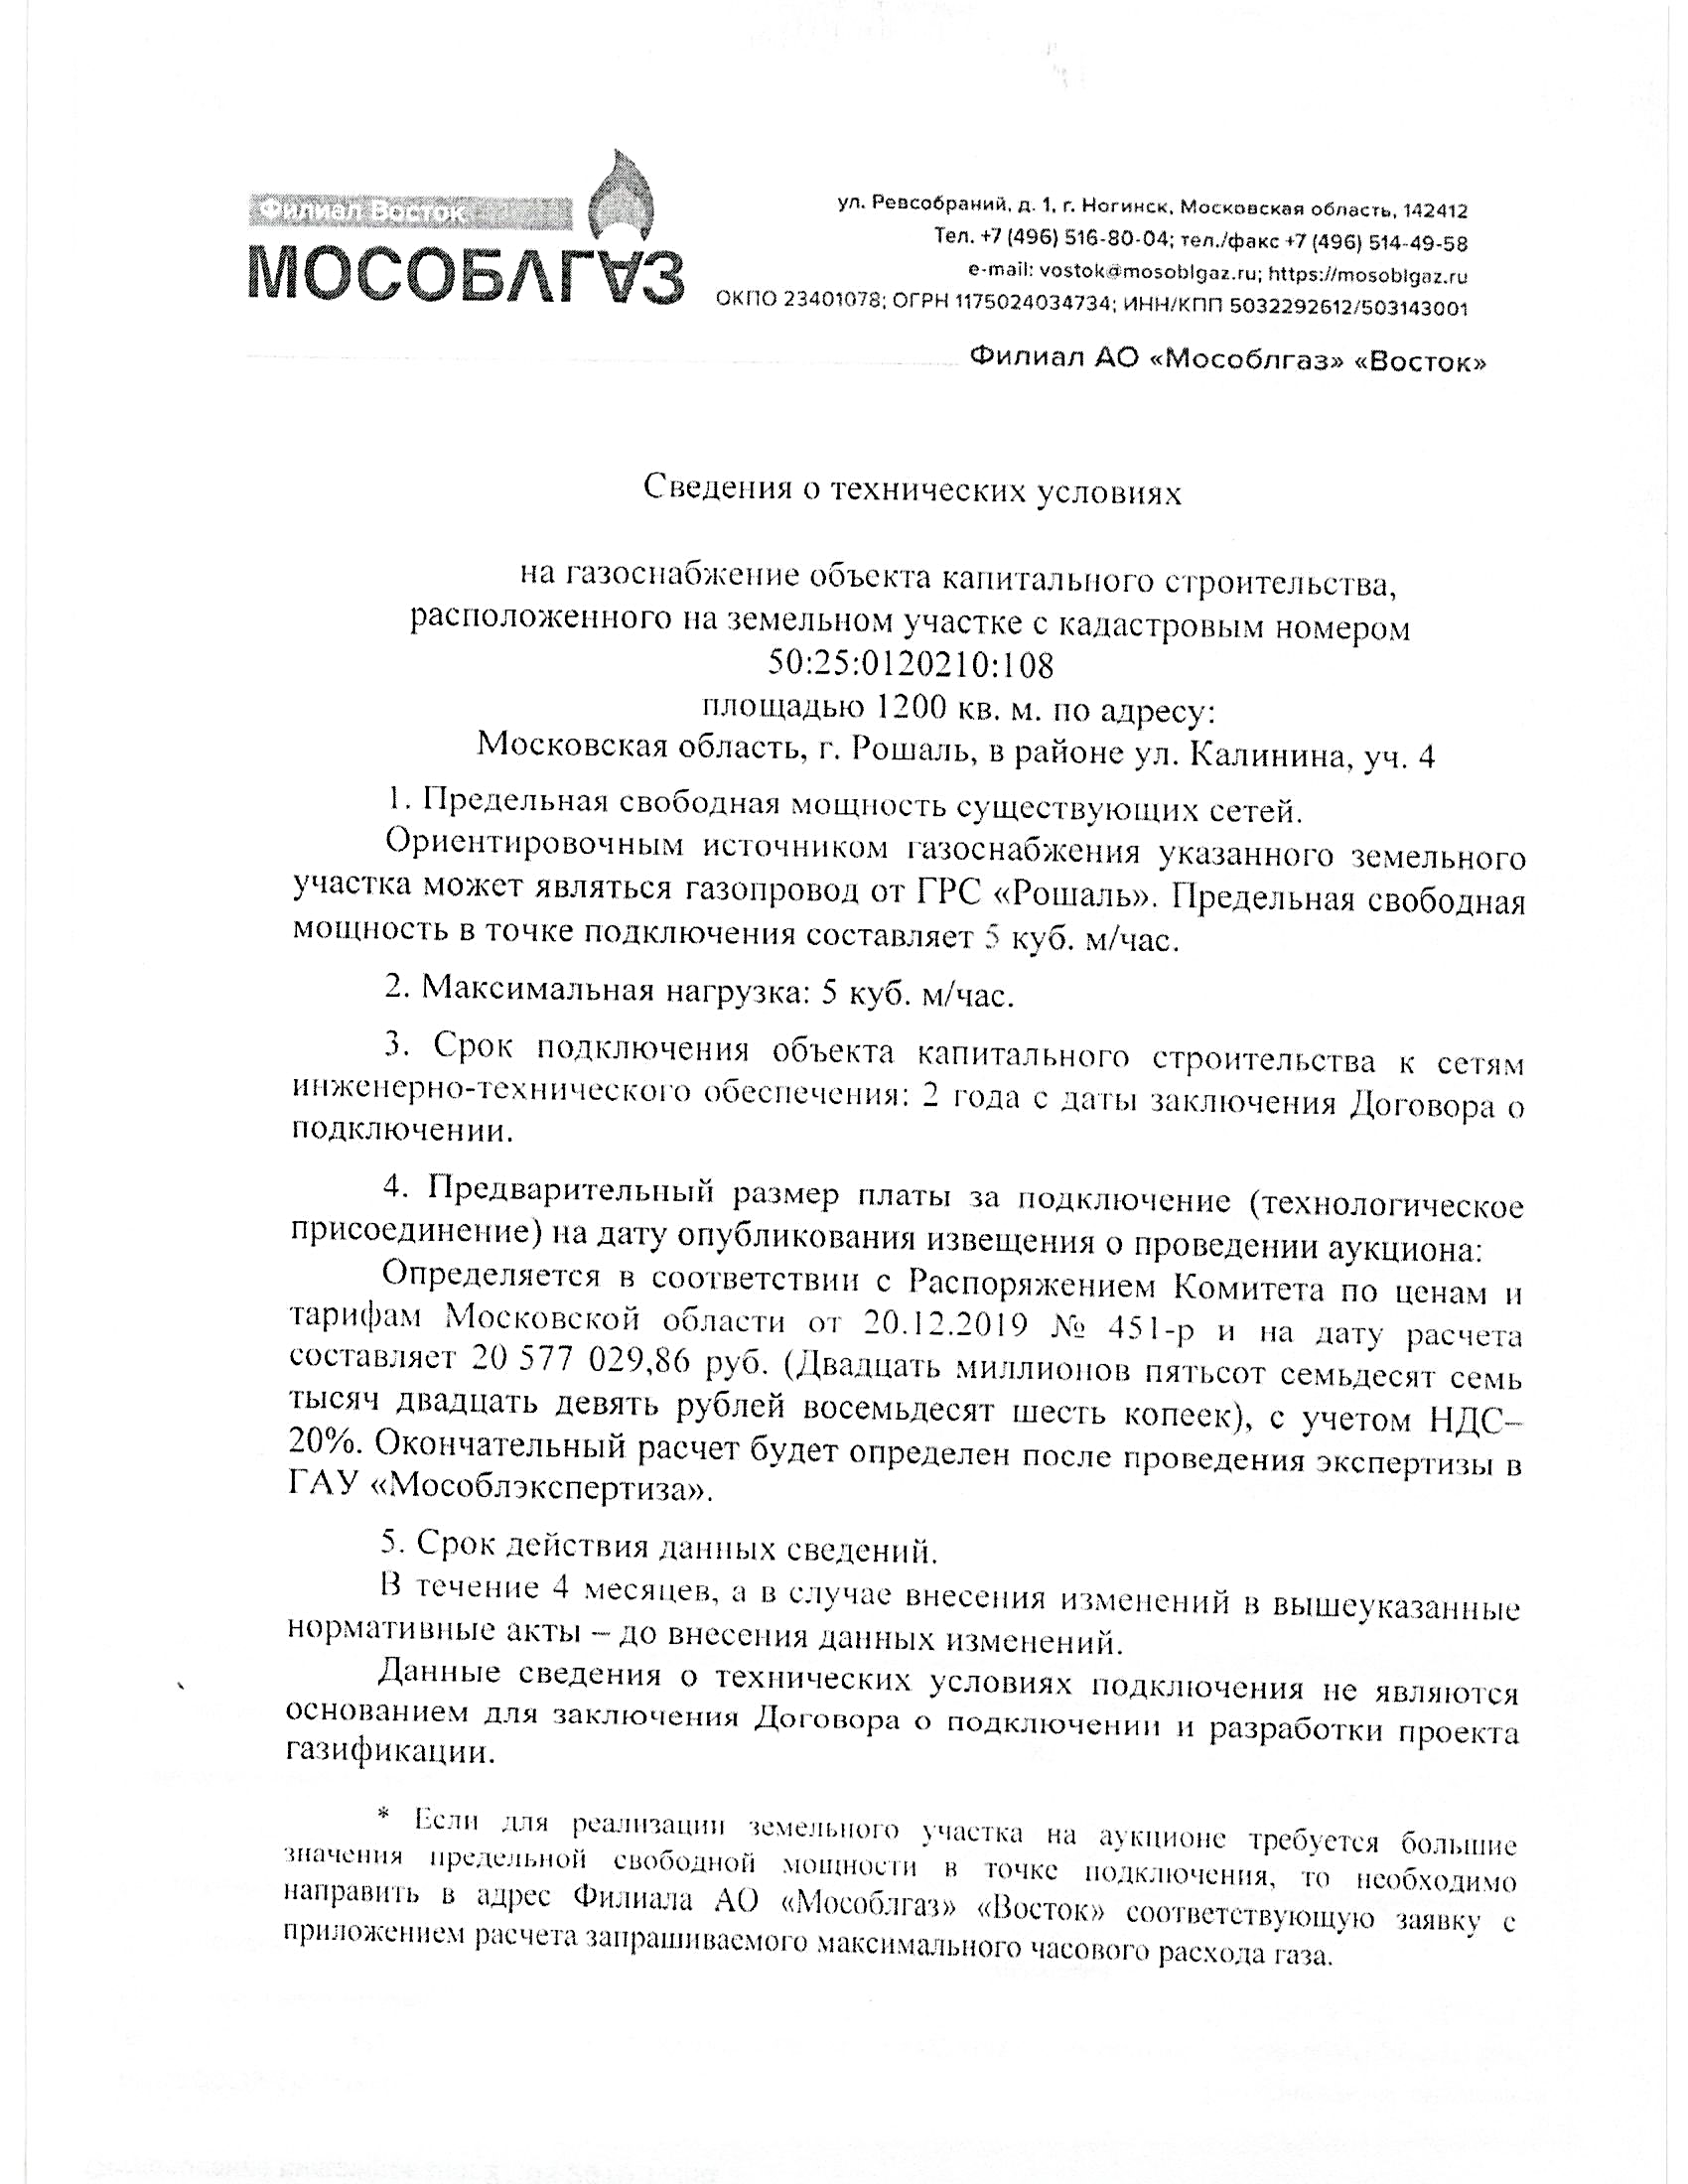 Филиал Восток
МОСОБЛГАЗ
ул. Ревсобраний, д. 1, г. Ногинск, Московская область, 142412
Тел. +7 (496) 516-80-04; тел./факс +7 (496) 514-49-58
e-mail: vostok@mosoblgaz.ru; https://mosoblgaz.ru
ОКПО 23401078; ОГРН 1175024034734; ИНН/КПП 5032292612/503143001
Филиал АО «Мособлгаз» «Восток»
Сведения о технических условиях
на газоснабжение объекта капитального строительства,
расположенного на земельном участке с кадастровым номером
50:25:0120210:108
площадью 1200 кв. м. по адресу:
Московская область, г. Рошаль, в районе ул. Калинина, уч. 4
1. Предельная свободная мощность существующих сетей.
Ориентировочным источником газоснабжения указанного земельного
участка может являться газопровод от ГРС «Рошаль». Предельная свободная
мощность в точке подключения составляет 5 куб. м/час.
2. Максимальная нагрузка: 5 куб. м/час.
3. Срок подключения объекта капитального строительства к сетям
инженерно-технического обеспечения: 2 года с даты заключения Договора о
подключении.
4. Предварительный размер платы за подключение (технологическое
присоединение) на дату опубликования извещения о проведении аукциона:
Определяется в соответствии с Распоряжением Комитета по ценам и
тарифам Московской области от 20.12.2019 № 451-р и на дату расчета
составляет 20 577 029,86 руб. (Двадцать миллионов пятьсот семьдесят семь
тысяч двадцать девять рублей восемьдесят шесть копеек), с учетом НДС–
20%. Окончательный расчет будет определен после проведения экспертизы в
ГАУ «Мособлэкспертиза».
5. Срок действия данных сведений.
В течение 4 месяцев, а в случае внесения изменений в вышеуказанные
нормативные акты – до внесения данных изменений.
Данные сведения о технических условиях подключения не являются
основанием для заключения Договора о подключении и разработки проекта
газификации.
* Если для реализации земельного участка на аукционе требуется большие
значения предельной свободной мощности в точке подключения, то необходимо
направить в адрес Филиала АО «Мособлгаз» «Восток» соответствующую заявку с
приложением расчета запрашиваемого максимального часового расхода газа.